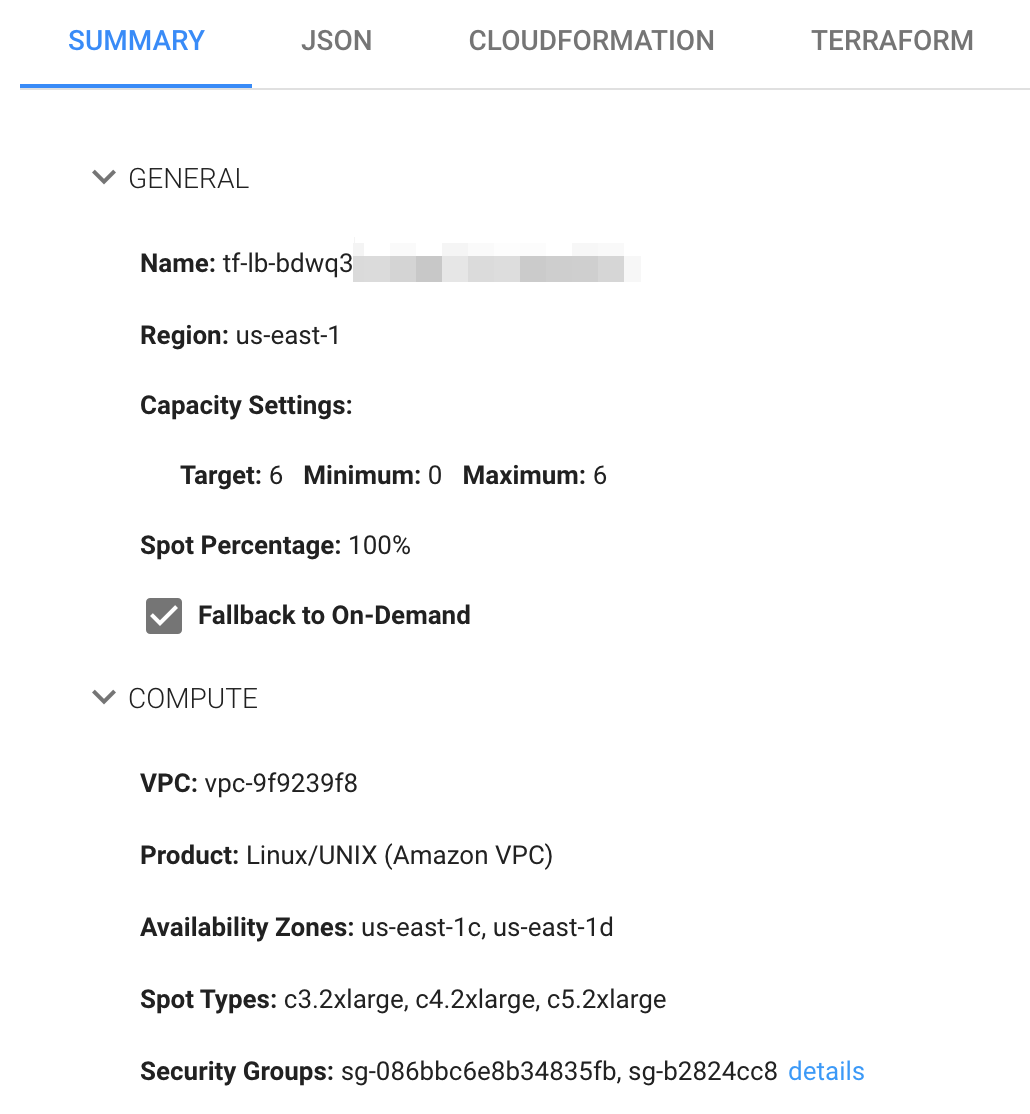 SUMMARY JSON CLOUDFORMATION TERRAFORM
GENERAL
Name: tf-lb-bdwq3
Region: us-east-1
Capacity Settings:
Target: 6 Minimum: 0 Maximum: 6
Spot Percentage: 100%
Fallback to On-Demand
COMPUTE
VPC: vpc-9f9239f8
Product: Linux/UNIX (Amazon VPC)
Availability Zones: us-east-1c, us-east-1d
Spot Types: c3.2xlarge, c4.2xlarge, c5.2xlarge
Security Groups: sg-086bbc6e8b34835fb, sg-b2824cc8 details